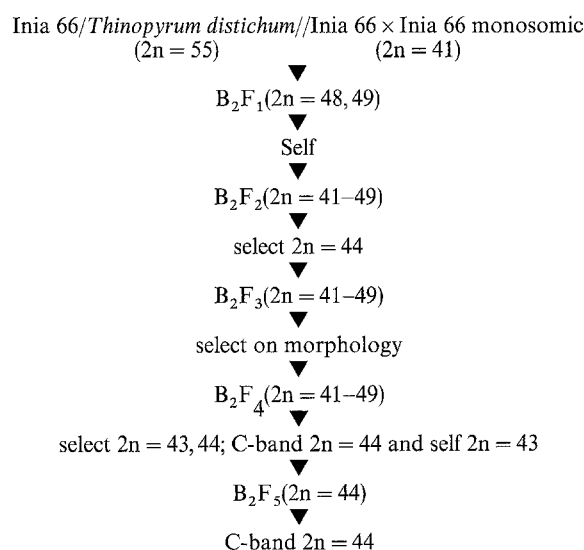 Inia 66/Thinopyrum distichum//Inia 66 × Inia 66 monosomic
(2n = 55) (2n = 41)
▼
B₂F₁(2n = 48, 49)
▼
Self
▼
B₂F₂(2n = 41–49)
▼
select 2n = 44
▼
B₂F₃(2n = 41–49)
▼
select on morphology
▼
B₂F₄(2n = 41–49)
▼
select 2n = 43, 44; C-band 2n = 44 and self 2n = 43
▼
B₂F₅(2n = 44)
▼
C-band 2n = 44